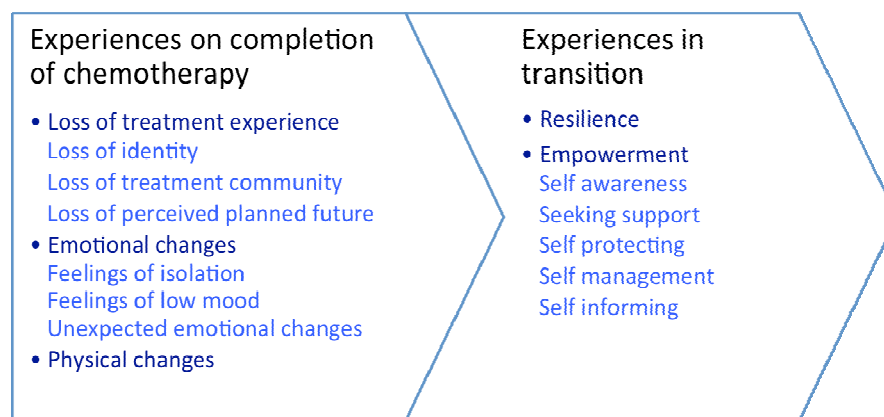 Experiences on completion
of chemotherapy
• Loss of treatment experience
Loss of identity
Loss of treatment community
Loss of perceived planned future
• Emotional changes
Feelings of isolation
Feelings of low mood
Unexpected emotional changes
• Physical changes
Experiences in
transition
• Resilience
• Empowerment
Self awareness
Seeking support
Self protecting
Self management
Self informing